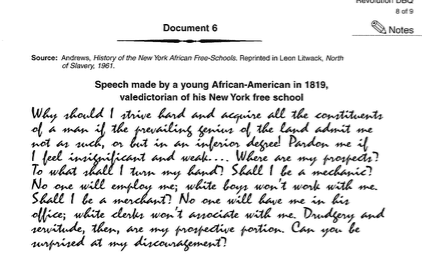 Revolution DBQ
8 of 9
Document 6
Notes
Source: Andrews, History of the New York African Free-Schools. Reprinted in Leon Litwack, North
of Slavery, 1961.
Speech made by a young African-American in 1819,
valedictorian of his New York free school
Why should I strive hard and acquire all the constituents
of a man if the prevailing genius of the land admit me
not as such, or but in an inferior degree! Pardon me if
I feel insignificant and weak.... Where are my prospects?
To what shall I turn my hand? Shall I be a mechanic?
No one will employ me; white boys won't work with me.
Shall I be a merchant? No one will have me in his
office; white clerks won't associate with me. Drudgery and
servitude, then, are my prospective portion. Can you be
surprised at my discouragement?